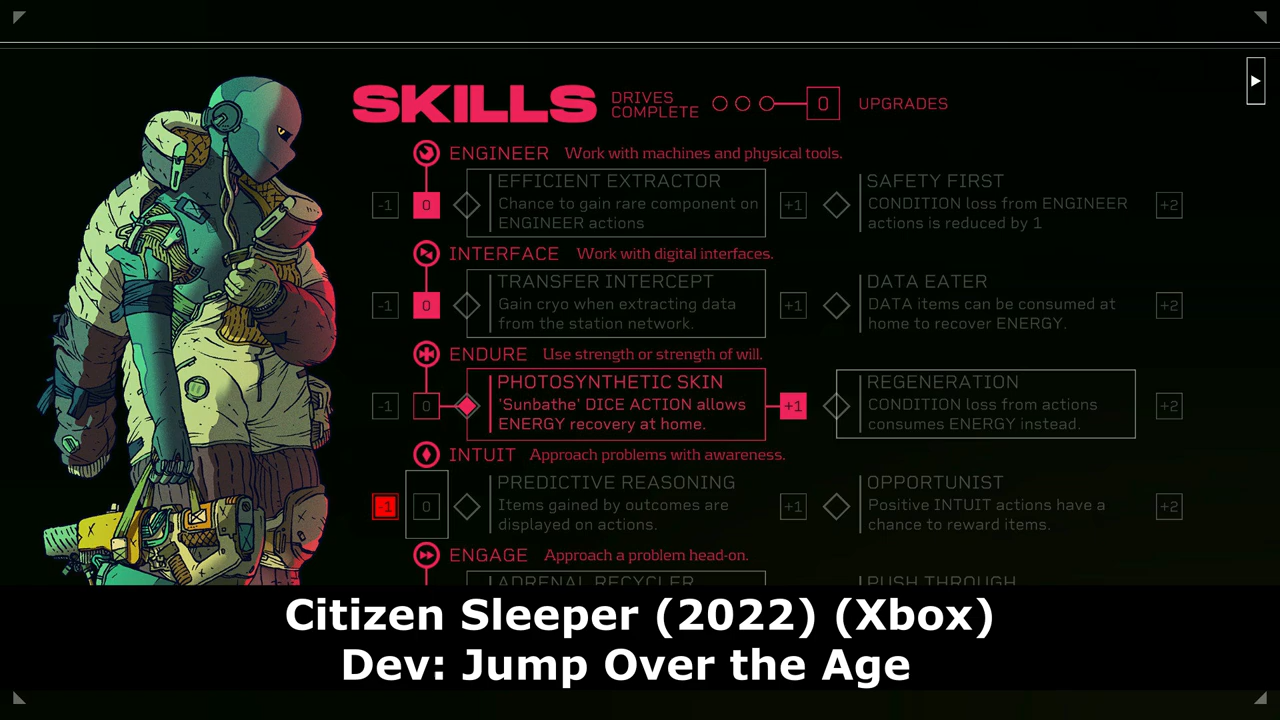 SKILLS
DRIVES
COMPLETE
0
UPGRADES
ENGINEER Work with machines and physical tools.
-1 0 EFFICIENT EXTRACTOR +1 SAFETY FIRST +2
Chance to gain rare component on CONDITION loss from ENGINEER
ENGINEER actions actions is reduced by 1
INTERFACE Work with digital interfaces.
-1 0 TRANSFER INTERCEPT +1 DATA EATER +2
Gain cryo when extracting data DATA items can be consumed at
from the station network. home to recover ENERGY.
ENDURE Use strength or strength of will.
-1 0 PHOTOSYNTHETIC SKIN +1 REGENERATION +2
'Sunbathe' DICE ACTION allows CONDITION loss from actions
ENERGY recovery at home. consumes ENERGY instead.
INTUIT Approach problems with awareness.
-1 0 PREDICTIVE REASONING +1 OPPORTUNIST +2
Items gained by outcomes are Positive INTUIT actions have a
displayed on actions. chance to reward items.
ENGAGE Approach a problem head-on.
ADRENAL RECYCLER PUSH THROUGH
Citizen Sleeper (2022) (Xbox)
Dev: Jump Over the Age